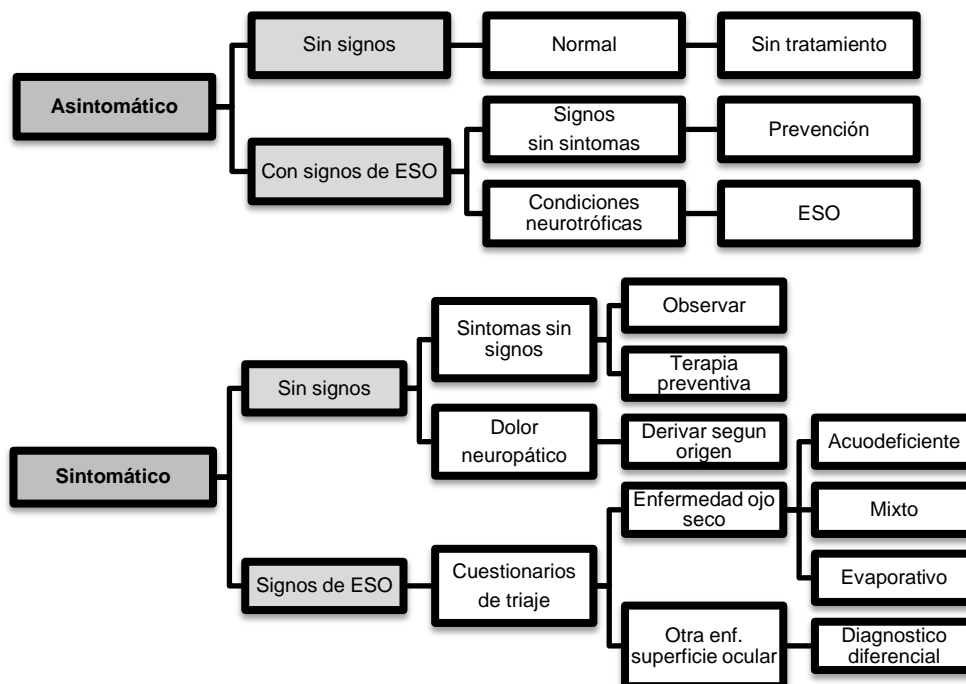 Sin signos
Normal
Sin tratamiento
Asintomático
Con signos de ESO
Signos
sin sintomas
Prevención
Condiciones
neurotróficas
ESO
Sintomático
Sin signos
Sintomas sin
signos
Observar
Terapia
preventiva
Dolor
neuropático
Derivar segun
origen
Signos de ESO
Cuestionarios
de triaje
Enfermedad ojo
seco
Acuodeficiente
Mixto
Evaporativo
Otra enf.
superficie ocular
Diagnostico
diferencial